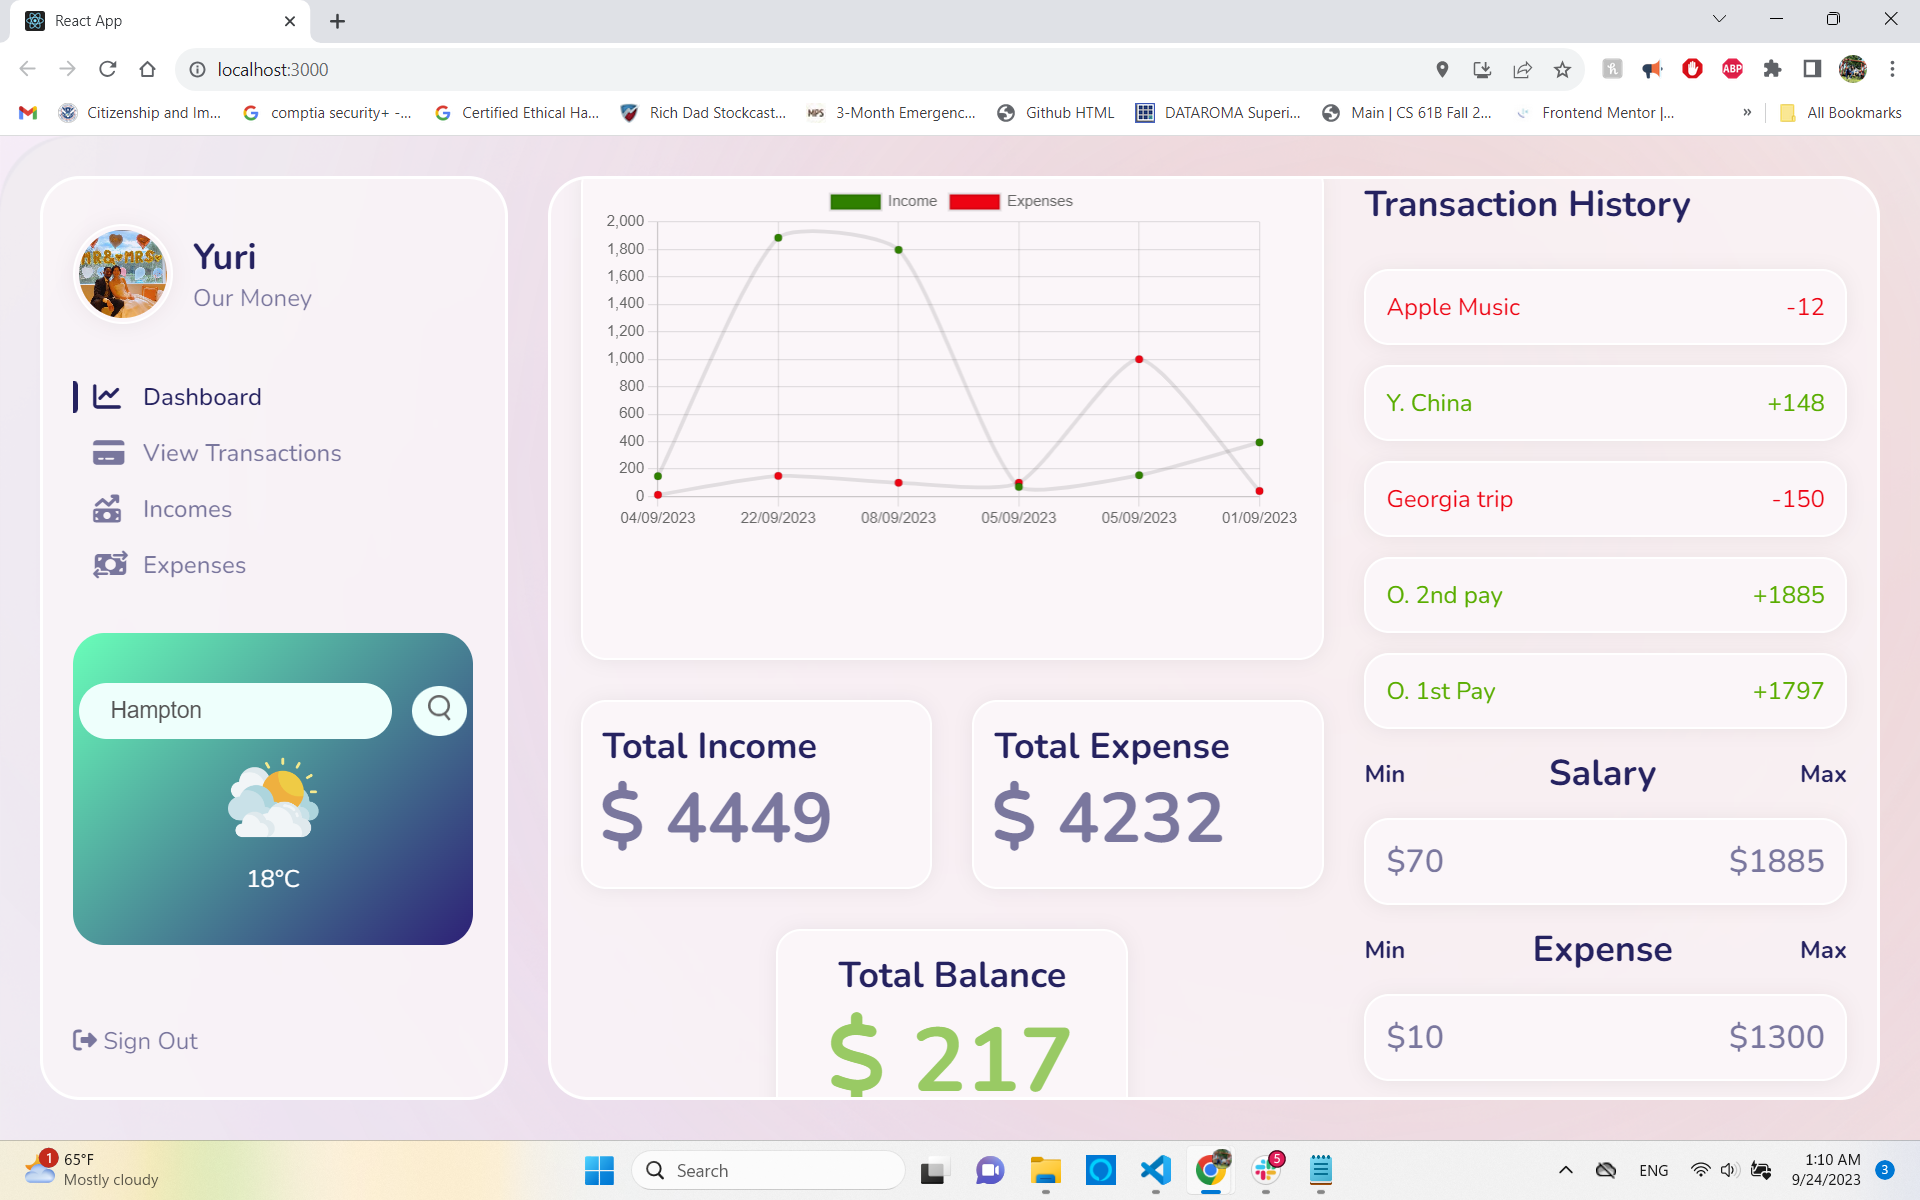 React App
localhost:3000
Citizenship and Im...
comptia security+ -...
Certified Ethical Ha...
Rich Dad Stockcast...
MPS
3-Month Emergenc...
Github HTML
DATAROMA Superi...
Main | CS 61B Fall 2...
Frontend Mentor |...
»
All Bookmarks
ABP
MR&MRS
Yuri
Our Money
Dashboard
View Transactions
Incomes
Expenses
Hampton
18°C
Sign Out
Income
Expenses
2,000
1,800
1,600
1,400
1,200
1,000
800
600
400
200
0
04/09/2023 22/09/2023 08/09/2023 05/09/2023 05/09/2023 01/09/2023
Total Income
$ 4449
Total Expense
$ 4232
Total Balance
$ 217
Transaction History
Apple Music -12
Y. China +148
Georgia trip -150
O. 2nd pay +1885
O. 1st Pay +1797
Min Salary Max
$70 $1885
Min Expense Max
$10 $1300
1
65°F
Mostly cloudy
Search
5
ENG
1:10 AM
9/24/2023
3